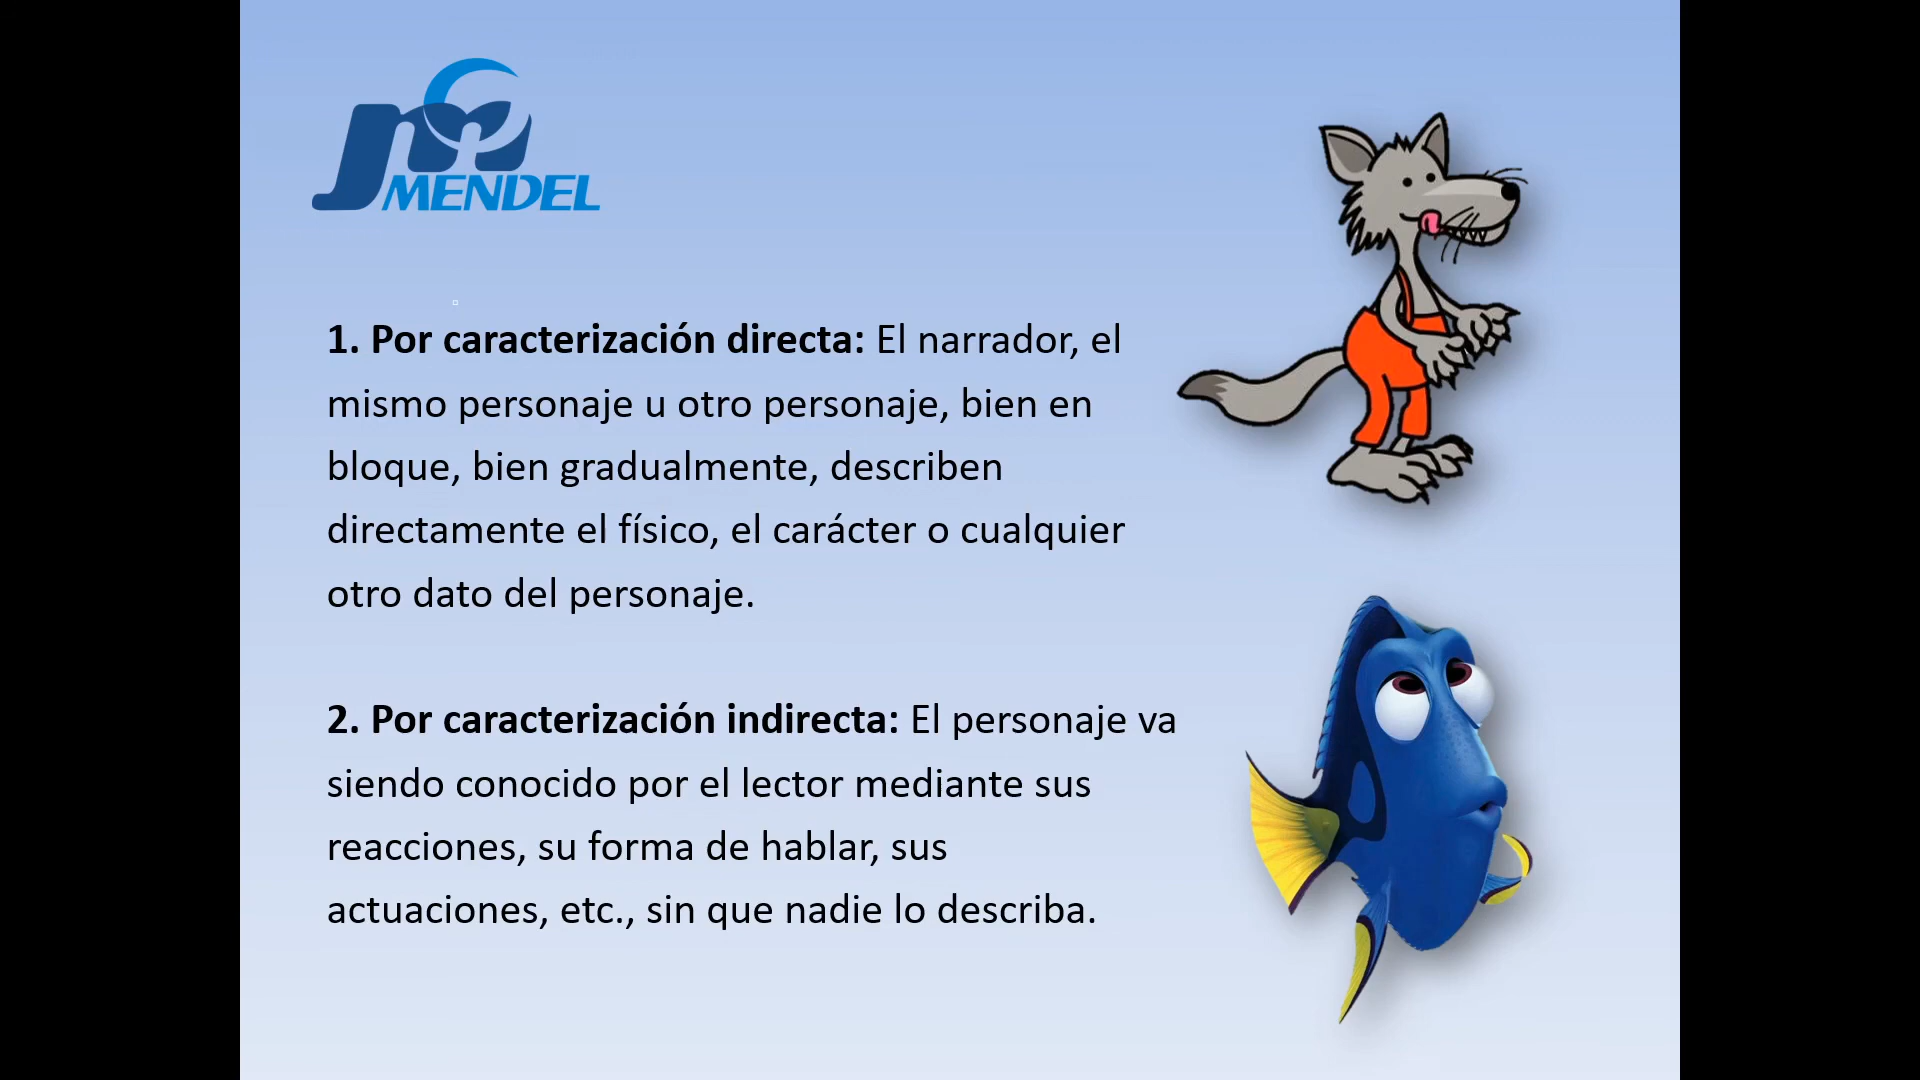 MENDEL
1. Por caracterización directa: El narrador, el
mismo personaje u otro personaje, bien en
bloque, bien gradualmente, describen
directamente el físico, el carácter o cualquier
otro dato del personaje.
2. Por caracterización indirecta: El personaje va
siendo conocido por el lector mediante sus
reacciones, su forma de hablar, sus
actuaciones, etc., sin que nadie lo describa.